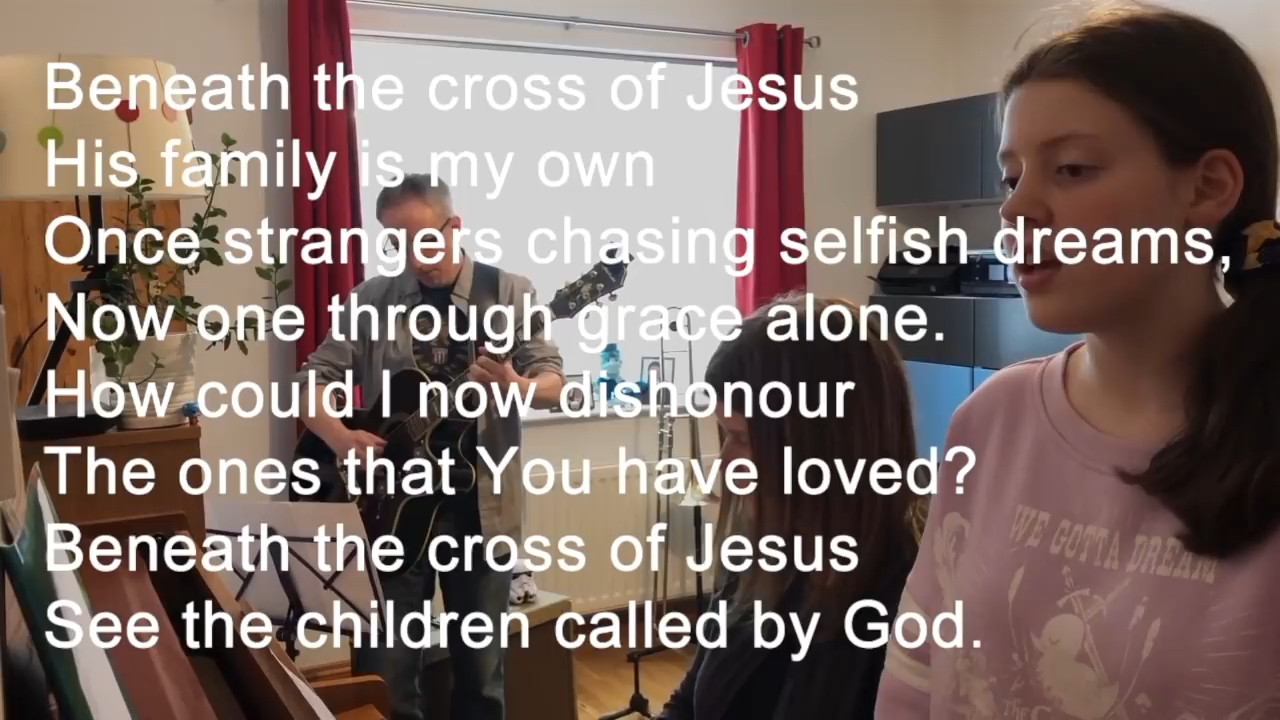 Beneath the cross of Jesus
His family is my own
Once strangers chasing selfish dreams,
Now one through grace alone.
How could I now dishonour
The ones that You have loved?
Beneath the cross of Jesus
See the children called by God.
WE GOTTA DREAM